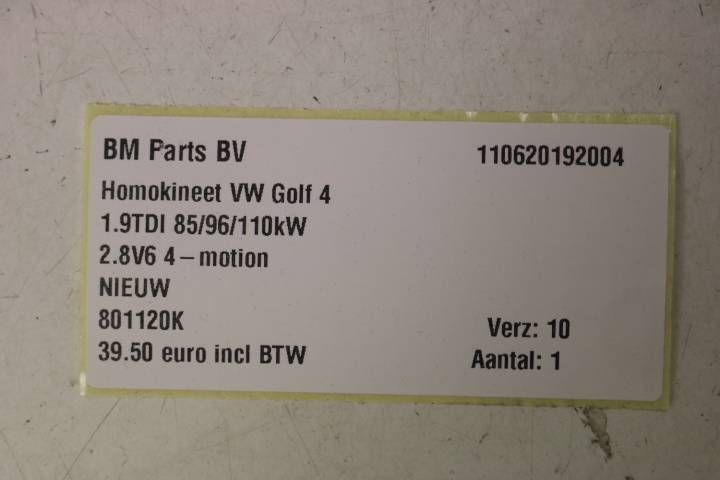 BM Parts BV 110620192004
Homokineet VW Golf 4
1.9TDI 85/96/110kW
2.8V6 4-motion
NIEUW
801120K Verz: 10
39.50 euro incl BTW Aantal: 1